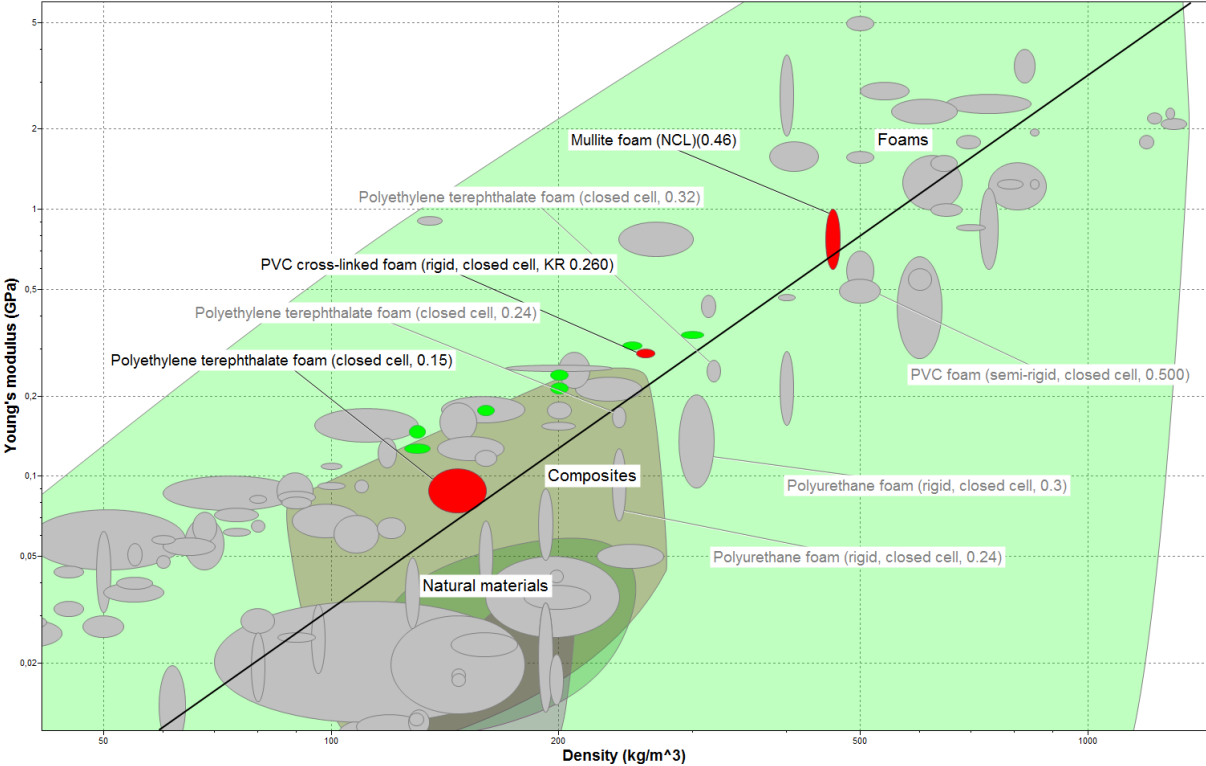 5
2
Mullite foam (NCL)(0.46)
Foams
Polyethylene terephthalate foam (closed cell, 0.32)
1
PVC cross-linked foam (rigid, closed cell, KR 0.260)
0,5
Polyethylene terephthalate foam (closed cell, 0.24)
Polyethylene terephthalate foam (closed cell, 0.15)
PVC foam (semi-rigid, closed cell, 0.500)
0,2
Young's modulus (GPa)
0,1
Composites
Polyurethane foam (rigid, closed cell, 0.3)
0,05
Polyurethane foam (rigid, closed cell, 0.24)
Natural materials
0,02
50
100
200
500
1000
Density (kg/m^3)